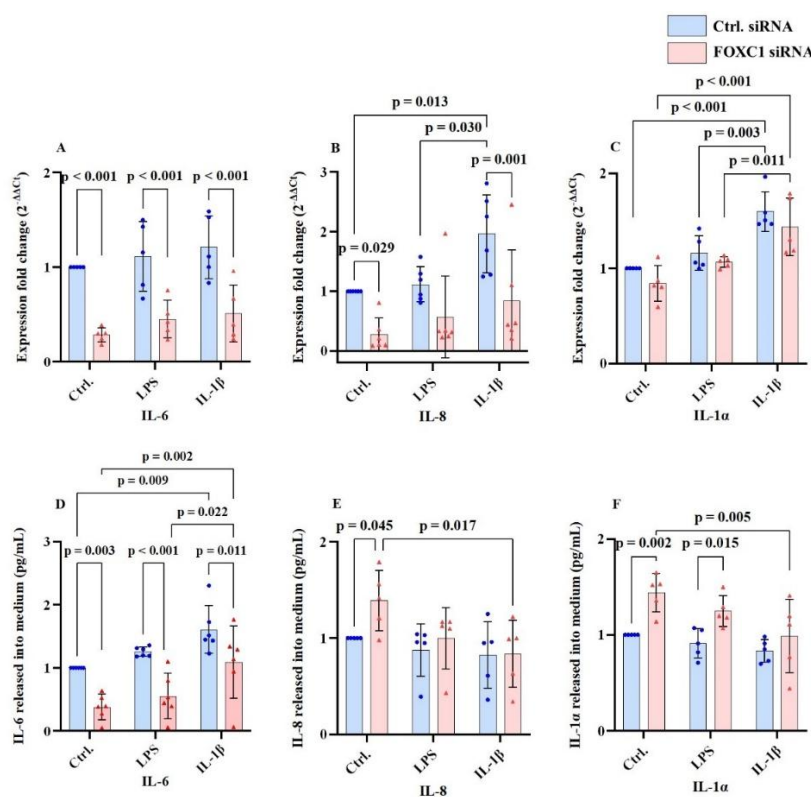 Ctrl. siRNA
FOXC1 siRNA
A
p < 0.001
p < 0.001
p < 0.001
Expression fold change (2^-ΔΔCt)
2
1
0
Ctrl.
LPS
IL-1β
IL-6
B
p = 0.013
p = 0.030
p = 0.001
p = 0.029
Expression fold change (2^-ΔΔCt)
3
2
1
0
Ctrl.
LPS
IL-1β
IL-8
C
p < 0.001
p < 0.001
p = 0.003
p = 0.011
Expression fold change (2^-ΔΔCt)
2
1
0
Ctrl.
LPS
IL-1β
IL-1α
D
p = 0.002
p = 0.009
p = 0.022
p = 0.003
p < 0.001
p = 0.011
IL-6 released into medium (pg/mL)
3
2
1
0
Ctrl.
LPS
IL-1β
IL-6
E
p = 0.045
p = 0.017
IL-8 released into medium (pg/mL)
2
1
0
Ctrl.
LPS
IL-1β
IL-8
F
p = 0.005
p = 0.002
p = 0.015
IL-1α released into medium (pg/mL)
2
1
0
Ctrl.
LPS
IL-1β
IL-1α